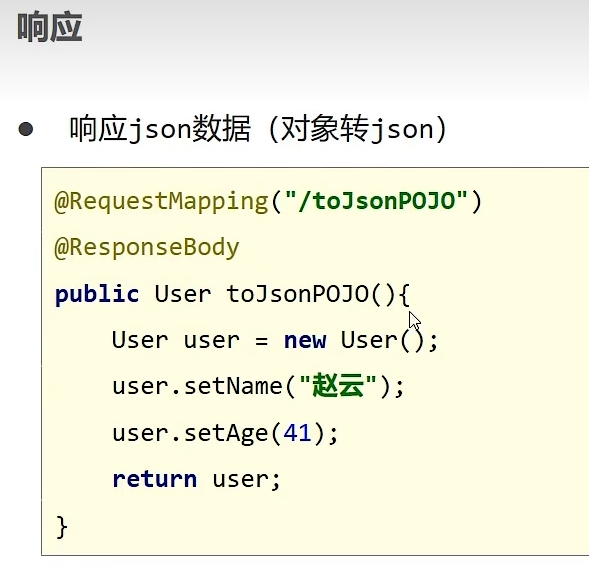 响应
● 响应json数据（对象转json）
@RequestMapping("/toJsonPOJO")
@ResponseBody
public User toJsonPOJO(){
    User user = new User();
    user.setName("赵云");
    user.setAge(41);
    return user;
}